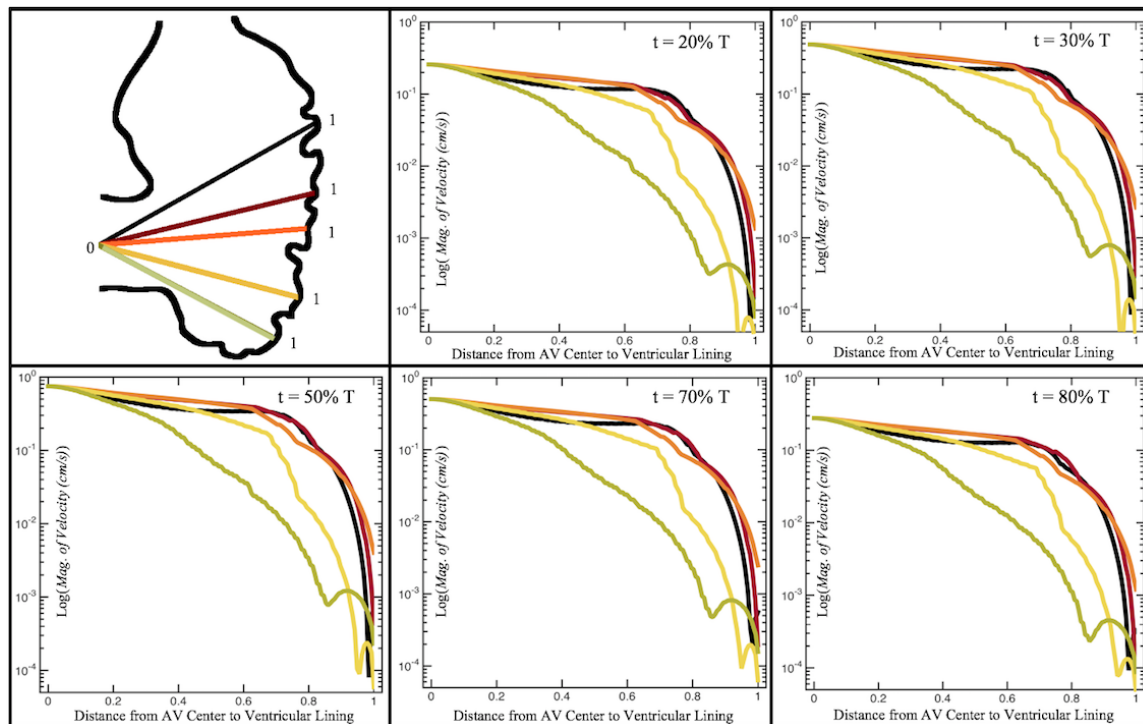 1
1
1
0
1
1
t = 20% T
10^0
10^-1
10^-2
10^-3
10^-4
Log( Mag. of Velocity (cm/s))
0 0.2 0.4 0.6 0.8 1
Distance from AV Center to Ventricular Lining
t = 30% T
10^0
10^-1
10^-2
10^-3
10^-4
Log(Mag. of Velocity (cm/s))
0 0.2 0.4 0.6 0.8 1
Distance from AV Center to Ventricular Lining
t = 50% T
10^0
10^-1
10^-2
10^-3
10^-4
Log(Mag. of Velocity (cm/s))
0 0.2 0.4 0.6 0.8 1
Distance from AV Center to Ventricular Lining
t = 70% T
10^0
10^-1
10^-2
10^-3
10^-4
Log(Mag. of Velocity (cm/s))
0 0.2 0.4 0.6 0.8 1
Distance from AV Center to Ventricular Lining
t = 80% T
10^0
10^-1
10^-2
10^-3
10^-4
Log(Mag. of Velocity (cm/s))
0 0.2 0.4 0.6 0.8 1
Distance from AV Center to Ventricular Lining